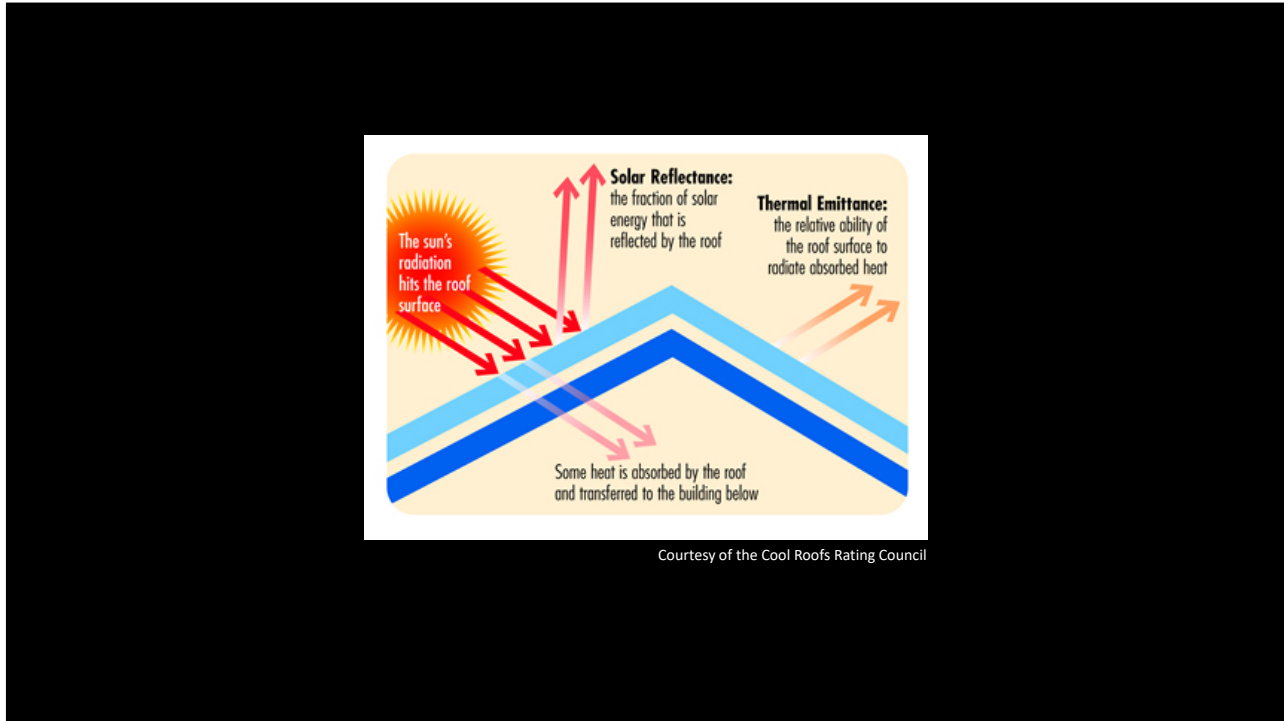 The sun's
radiation
hits the roof
surface
Solar Reflectance:
the fraction of solar
energy that is
reflected by the roof
Thermal Emittance:
the relative ability of
the roof surface to
radiate absorbed heat
Some heat is absorbed by the roof
and transferred to the building below
Courtesy of the Cool Roofs Rating Council